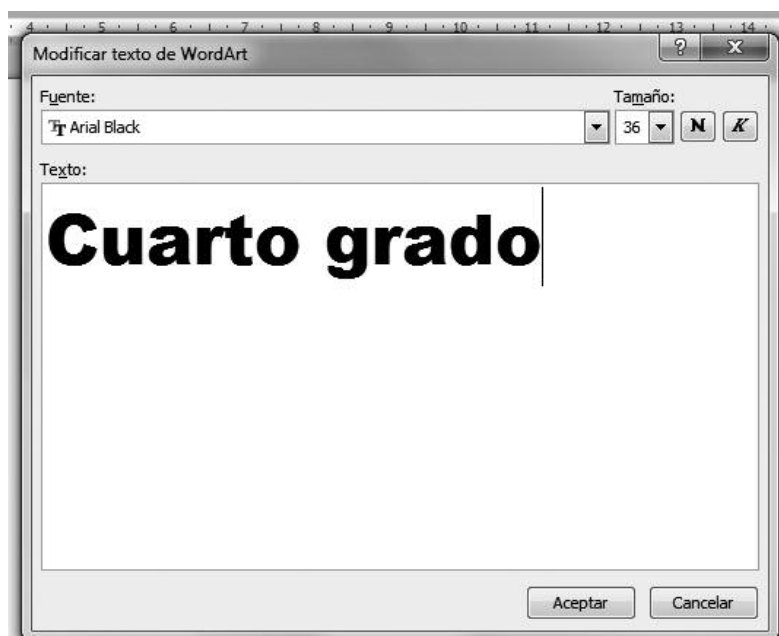 4 5 6 7 8 9 10 11 12 13 14
Modificar texto de WordArt
?
X
Fuente:
Tamaño:
Arial Black
36
N
K
Texto:
Cuarto grado
Aceptar
Cancelar